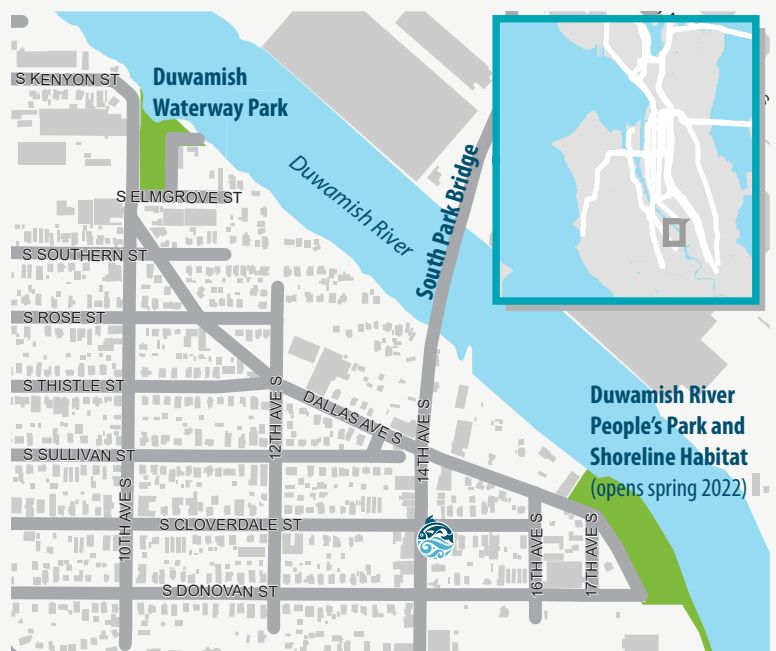 S KENYON ST
Duwamish
Waterway Park
S ELMGROVE ST
Duwamish River
South Park Bridge
S SOUTHERN ST
S ROSE ST
S THISTLE ST
12TH AVE S
DALLAS AVE S
14TH AVE S
Duwamish River
People's Park and
Shoreline Habitat
(opens spring 2022)
S SULLIVAN ST
10TH AVE S
S CLOVERDALE ST
16TH AVE S
17TH AVE S
S DONOVAN ST